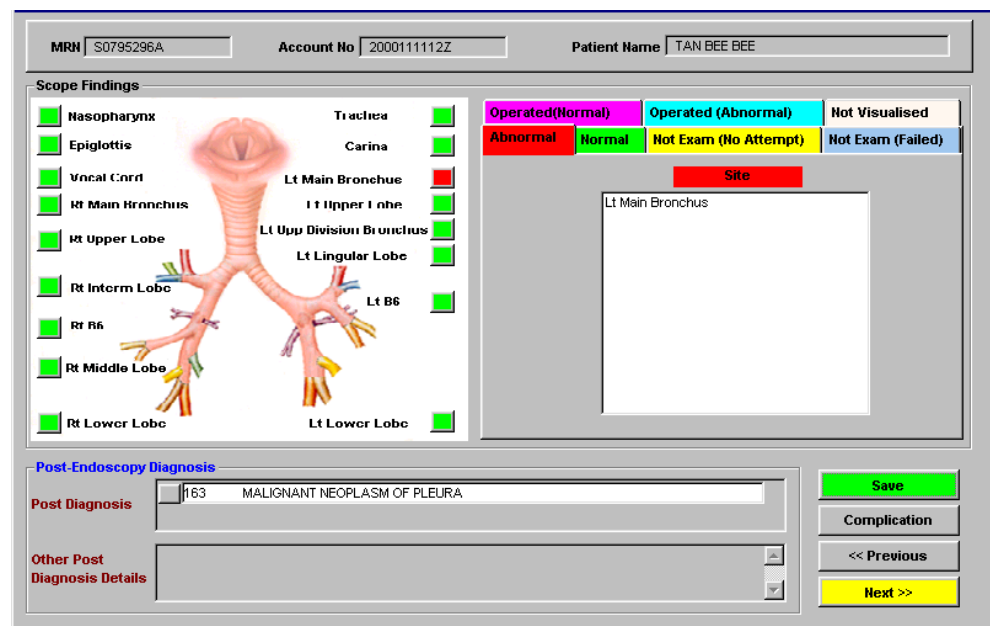 MRN S0795296A Account No 2000111112Z Patient Name TAN BEE BEE
Scope Findings
Nasopharynx
Epiglottis
Vocal Cord
Rt Main Bronchus
Rt Upper Lobe
Rt Interm Lobe
Rt B6
Rt Middle Lobe
Rt Lower Lobe
Trachea
Carina
Lt Main Bronchue
Lt Upper Lobe
Lt Upp Division Bronchus
Lt Lingular Lobe
Lt B6
Lt Lower Lobe
Operated(Normal) Operated (Abnormal) Not Visualised
Abnormal Normal Not Exam (No Attempt) Not Exam (Failed)
Site
Lt Main Bronchus
Post-Endoscopy Diagnosis
Post Diagnosis 163 MALIGNANT NEOPLASM OF PLEURA
Other Post
Diagnosis Details
Save
Complication
<< Previous
Next >>